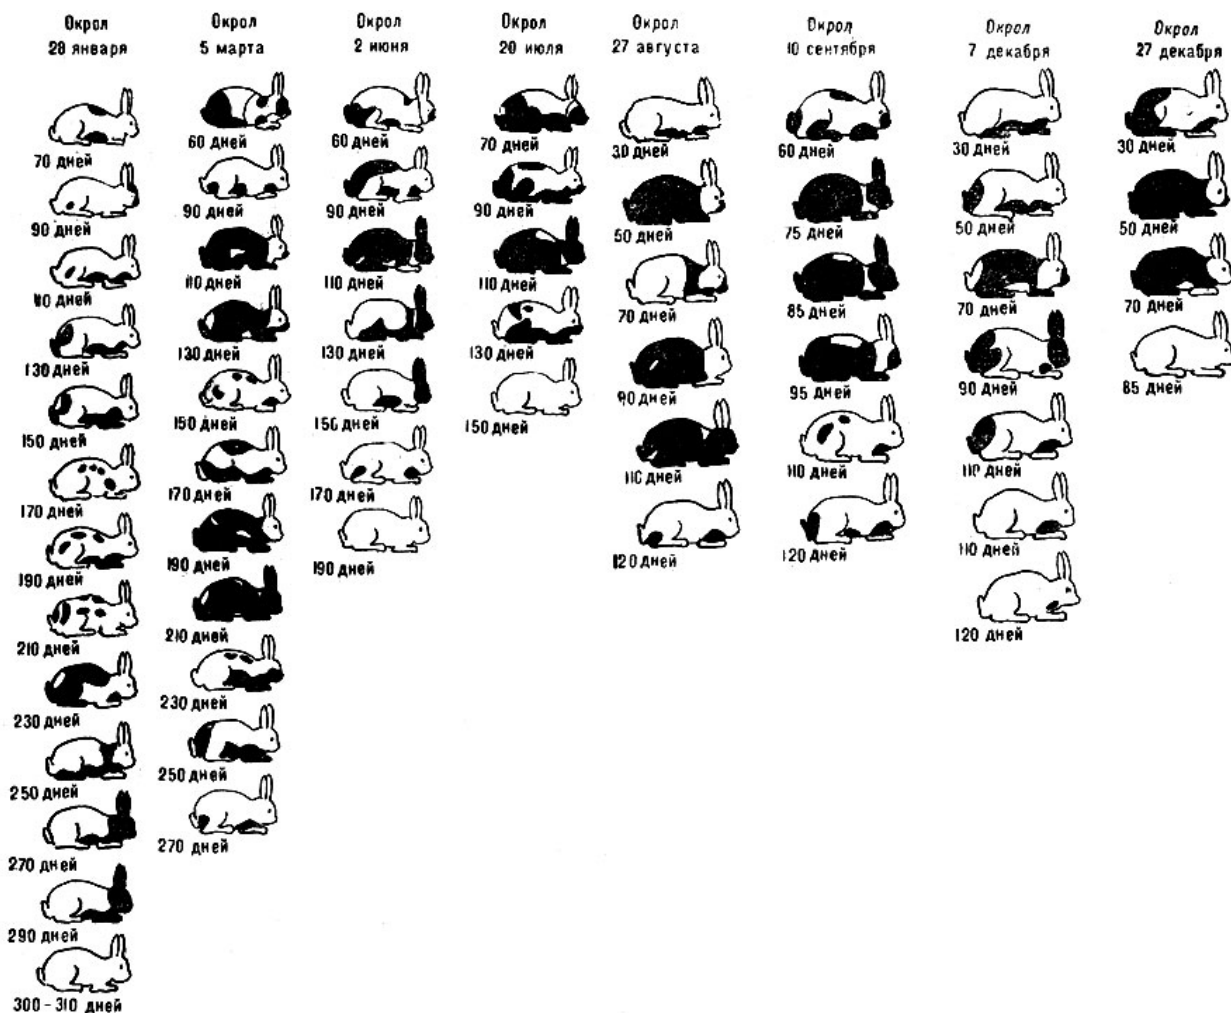 Окрол
28 января
70 дней
90 дней
110 дней
130 дней
150 дней
170 дней
190 дней
210 дней
230 дней
250 дней
270 дней
290 дней
300-310 дней
Окрол
5 марта
60 дней
90 дней
110 дней
130 дней
150 дней
170 дней
190 дней
210 дней
230 дней
250 дней
270 дней
Окрол
2 июня
60 дней
90 дней
110 дней
130 дней
150 дней
170 дней
190 дней
Окрол
20 июля
70 дней
90 дней
110 дней
130 дней
150 дней
Окрол
27 августа
30 дней
50 дней
70 дней
90 дней
110 дней
120 дней
Окрол
10 сентября
60 дней
75 дней
85 дней
95 дней
110 дней
120 дней
Окрол
7 декабря
30 дней
50 дней
70 дней
90 дней
110 дней
110 дней
120 дней
Окрол
27 декабря
30 дней
50 дней
70 дней
85 дней